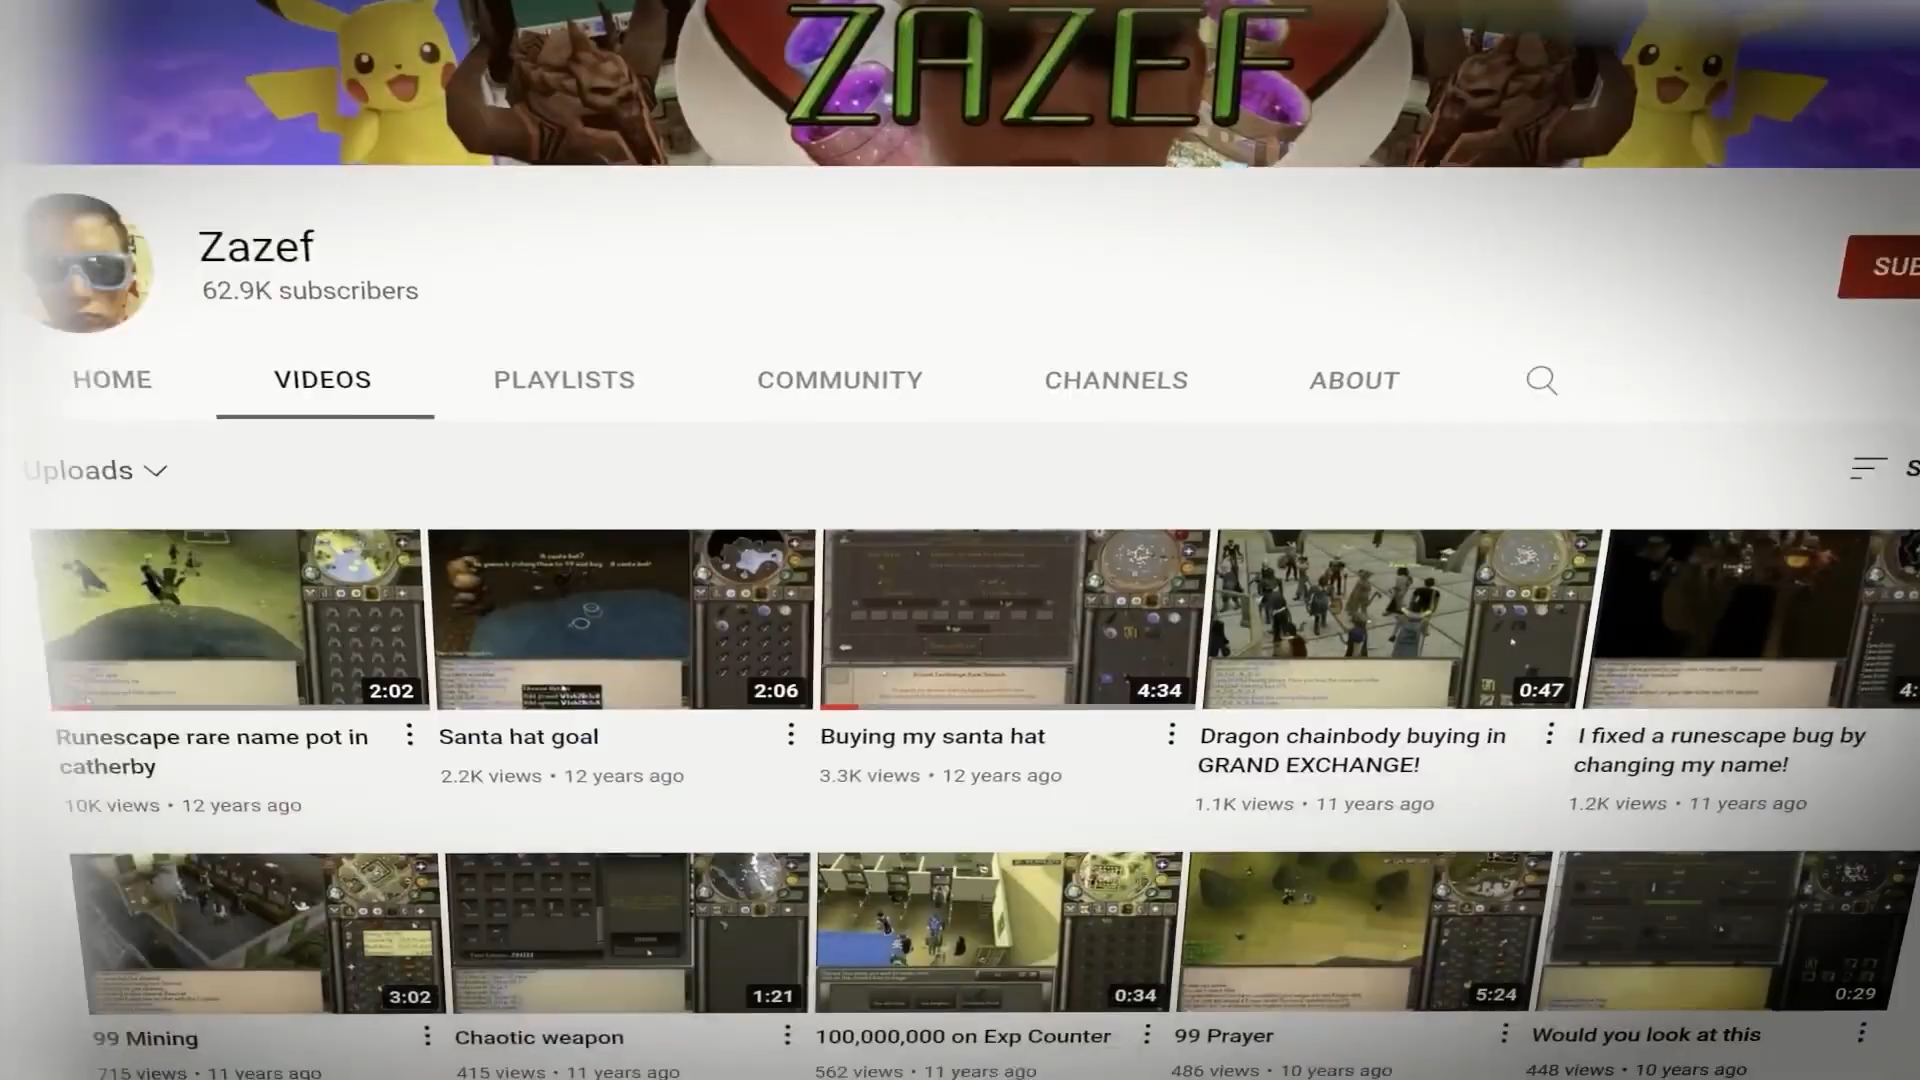 ZAZEF
Zazef
62.9K subscribers
SUB
HOME VIDEOS PLAYLISTS COMMUNITY CHANNELS ABOUT
Uploads
S
2:02 2:06 4:34 0:47 4:
Runescape rare name pot in
catherby
10K views • 12 years ago
Santa hat goal
2.2K views • 12 years ago
Buying my santa hat
3.3K views • 12 years ago
Dragon chainbody buying in
GRAND EXCHANGE!
1.1K views • 11 years ago
I fixed a runescape bug by
changing my name!
1.2K views • 11 years ago
3:02 1:21 0:34 5:24 0:29
99 Mining
715 views • 11 years ago
Chaotic weapon
415 views • 11 years ago
100,000,000 on Exp Counter
562 views • 11 years ago
99 Prayer
486 views • 10 years ago
Would you look at this
448 views • 10 years ago